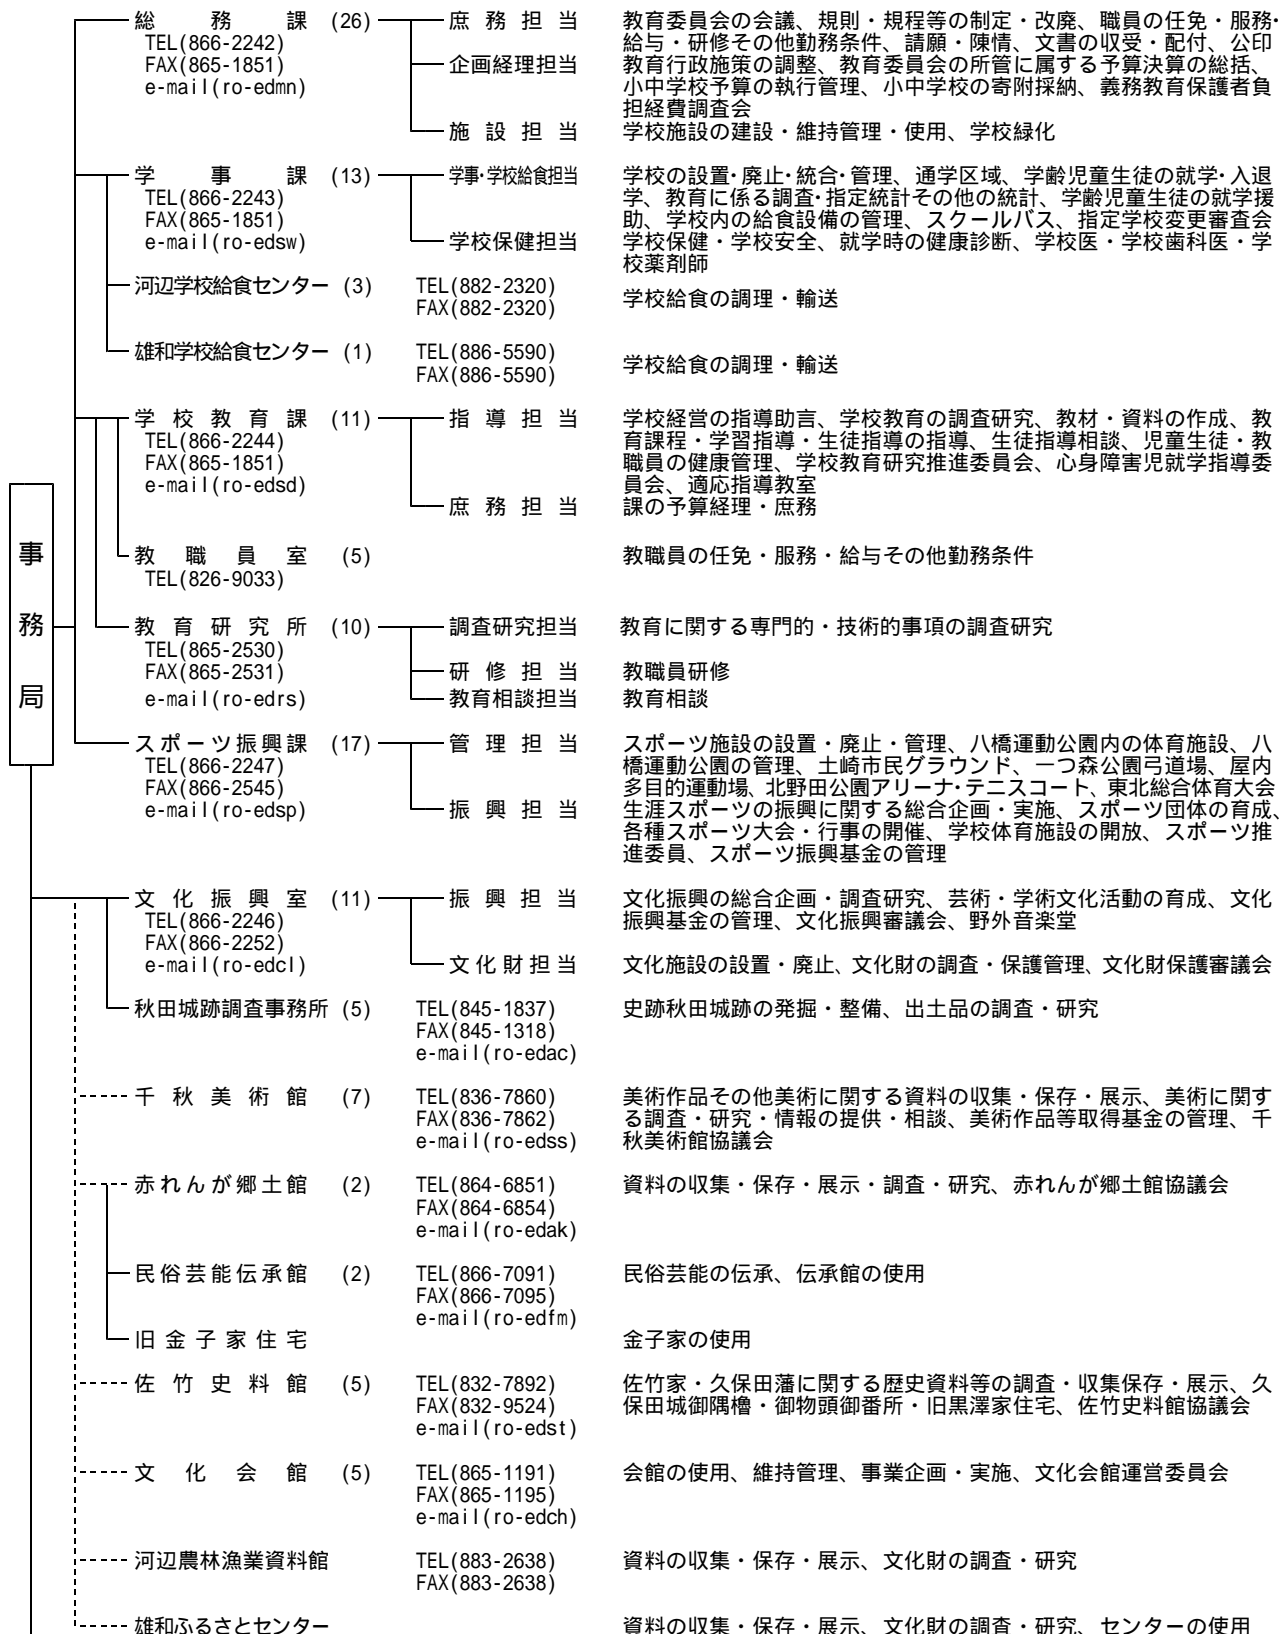 総務課 (26) 庶務担当 教育委員会の会議、規則・規程等の制定・改廃、職員の任免・服務・
TEL(866-2242) 給与・研修その他勤務条件、請願・陳情、文書の収受・配付、公印
FAX(865-1851) 企画経理担当 教育行政施策の調整、教育委員会の所管に属する予算決算の総括、
e-mail(ro-edmn) 小中学校予算の執行管理、小中学校の寄附採納、義務教育保護者負
担経費調査会
施設担当 学校施設の建設・維持管理・使用、学校緑化
学事課 (13) 学事・学校給食担当 学校の設置・廃止・統合・管理、通学区域、学齢児童生徒の就学・入退
TEL(866-2243) 学、教育に係る調査・指定統計その他の統計、学齢児童生徒の就学援
FAX(865-1851) 助、学校内の給食設備の管理、スクールバス、指定学校変更審査会
e-mail(ro-edsw) 学校保健担当 学校保健・学校安全、就学時の健康診断、学校医・学校歯科医・学
校薬剤師
河辺学校給食センター (3) TEL(882-2320) 学校給食の調理・輸送
FAX(882-2320)
雄和学校給食センター (1) TEL(886-5590) 学校給食の調理・輸送
FAX(886-5590)
学校教育課 (11) 指導担当 学校経営の指導助言、学校教育の調査研究、教材・資料の作成、教
TEL(866-2244) 育課程・学習指導・生徒指導の指導、生徒指導相談、児童生徒・教
FAX(865-1851) 職員の健康管理、学校教育研究推進委員会、心身障害児就学指導委
e-mail(ro-edsd) 員会、適応指導教室
庶務担当 課の予算経理・庶務
事務局
教職員室 (5) 教職員の任免・服務・給与その他勤務条件
TEL(826-9033)
教育研究所 (10) 調査研究担当 教育に関する専門的・技術的事項の調査研究
TEL(865-2530)
FAX(865-2531) 研修担当 教職員研修
e-mail(ro-edrs) 教育相談担当 教育相談
スポーツ振興課 (17) 管理担当 スポーツ施設の設置・廃止・管理、八橋運動公園内の体育施設、八
TEL(866-2247) 橋運動公園の管理、土崎市民グラウンド、一つ森公園弓道場、屋内
FAX(866-2545) 多目的運動場、北野田公園アリーナ・テニスコート、東北総合体育大会
e-mail(ro-edsp) 振興担当 生涯スポーツの振興に関する総合企画・実施、スポーツ団体の育成、
各種スポーツ大会・行事の開催、学校体育施設の開放、スポーツ推
進委員、スポーツ振興基金の管理
文化振興室 (11) 振興担当 文化振興の総合企画・調査研究、芸術・学術文化活動の育成、文化
TEL(866-2246) 振興基金の管理、文化振興審議会、野外音楽堂
FAX(866-2252)
e-mail(ro-edcl) 文化財担当 文化施設の設置・廃止、文化財の調査・保護管理、文化財保護審議会
秋田城跡調査事務所 (5) TEL(845-1837) 史跡秋田城跡の発掘・整備、出土品の調査・研究
FAX(845-1318)
e-mail(ro-edac)
千秋美術館 (7) TEL(836-7860) 美術作品その他美術に関する資料の収集・保存・展示、美術に関す
FAX(836-7862) る調査・研究・情報の提供・相談、美術作品等取得基金の管理、千
e-mail(ro-edss) 秋美術館協議会
赤れんが郷土館 (2) TEL(864-6851) 資料の収集・保存・展示・調査・研究、赤れんが郷土館協議会
FAX(864-6854)
e-mail(ro-edak)
民俗芸能伝承館 (2) TEL(866-7091) 民俗芸能の伝承、伝承館の使用
FAX(866-7095)
e-mail(ro-edfm)
旧金子家住宅 金子家の使用
佐竹史料館 (5) TEL(832-7892) 佐竹家・久保田藩に関する歴史資料等の調査・収集保存・展示、久
FAX(832-9524) 保田城御隅櫓・御物頭御番所・旧黒澤家住宅、佐竹史料館協議会
e-mail(ro-edst)
文化会館 (5) TEL(865-1191) 会館の使用、維持管理、事業企画・実施、文化会館運営委員会
FAX(865-1195)
e-mail(ro-edch)
河辺農林漁業資料館 TEL(883-2638) 資料の収集・保存・展示、文化財の調査・研究
FAX(883-2638)
雄和ふるさとセンター 資料の収集・保存・展示、文化財の調査・研究、センターの使用